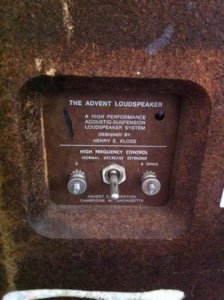 THE ADVENT LOUDSPEAKER
A HIGH PERFORMANCE
ACOUSTIC-SUSPENSION
LOUDSPEAKER SYSTEM
DESIGNED BY:
HENRY E. KLOSS
HIGH FREQUENCY CONTROL
NORMAL DECREASE EXTENDED
0 8 OHMS
ADVENT CORPORATION
CAMBRIDGE, MASSACHUSETTS